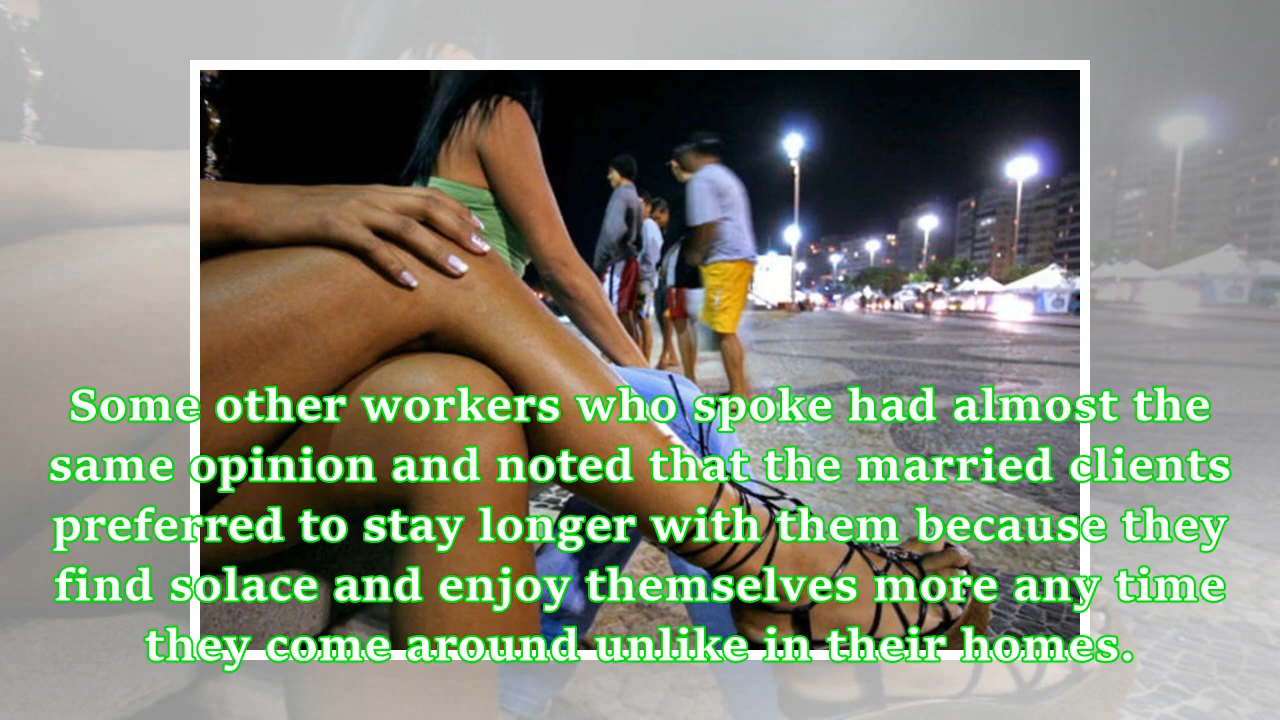 Some other workers who spoke had almost the
same opinion and noted that the married clients
preferred to stay longer with them because they
find solace and enjoy themselves more any time
they come around unlike in their homes.